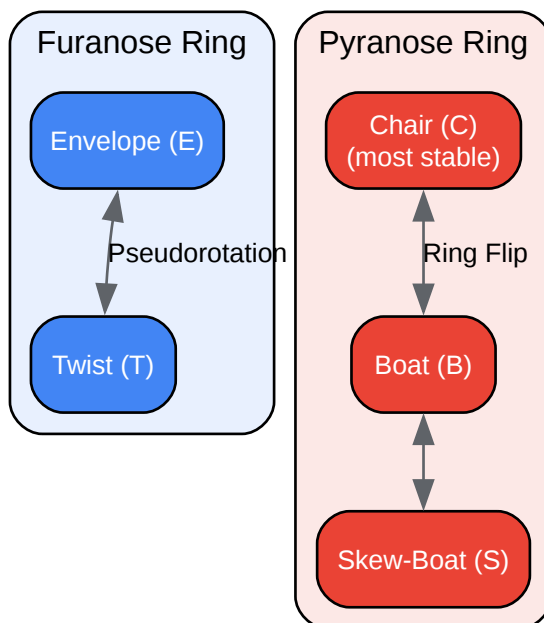 Furanose Ring
Envelope (E)
Pseudorotation
Twist (T)
Pyranose Ring
Chair (C)
(most stable)
Ring Flip
Boat (B)
Skew-Boat (S)